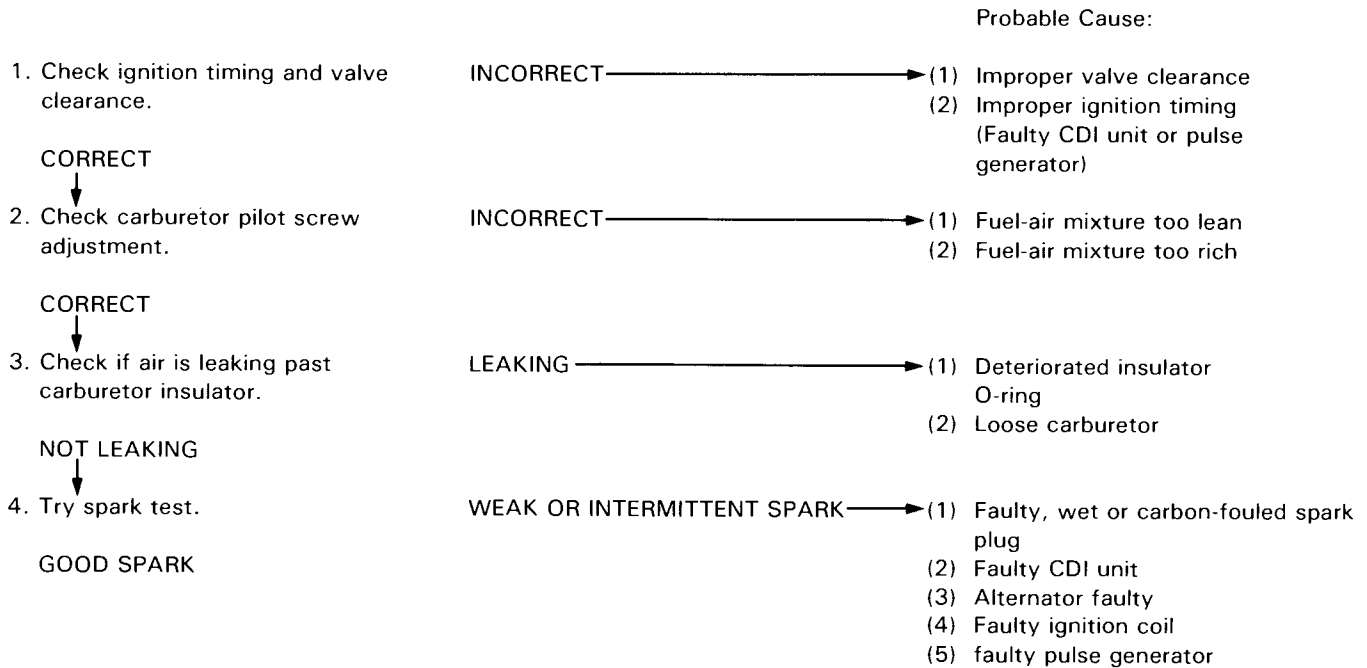 Probable Cause:
1. Check ignition timing and valve
clearance.
INCORRECT
(1) Improper valve clearance
(2) Improper ignition timing
(Faulty CDI unit or pulse
generator)
CORRECT
2. Check carburetor pilot screw
adjustment.
INCORRECT
(1) Fuel-air mixture too lean
(2) Fuel-air mixture too rich
CORRECT
3. Check if air is leaking past
carburetor insulator.
LEAKING
(1) Deteriorated insulator
O-ring
(2) Loose carburetor
NOT LEAKING
4. Try spark test.
WEAK OR INTERMITTENT SPARK
(1) Faulty, wet or carbon-fouled spark
plug
(2) Faulty CDI unit
(3) Alternator faulty
(4) Faulty ignition coil
(5) faulty pulse generator
GOOD SPARK